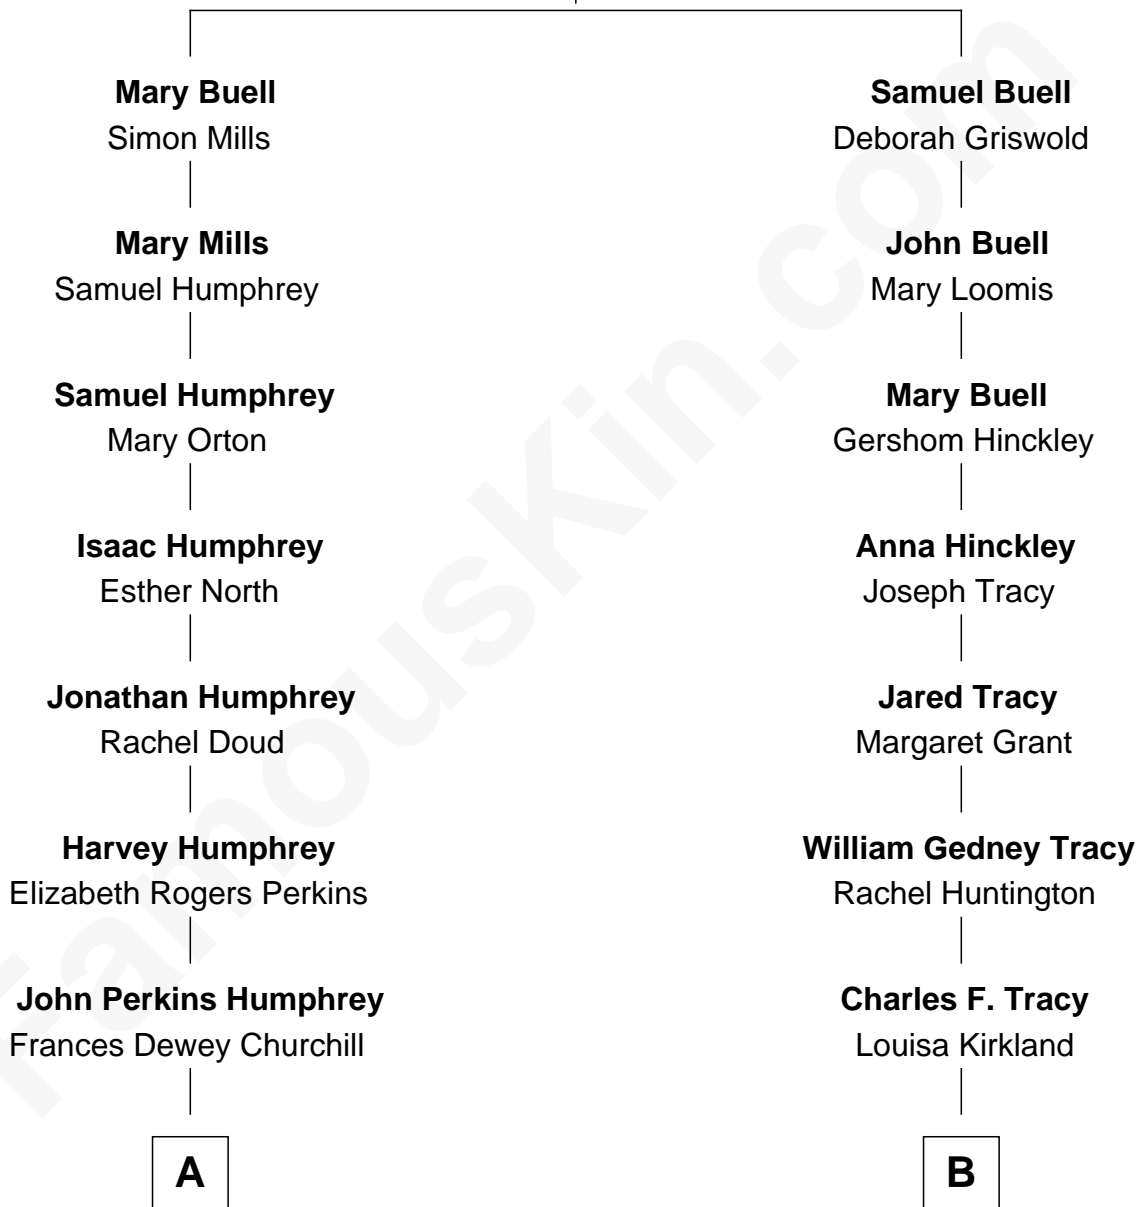 Mary Buell
Simon Mills
Mary Mills
Samuel Humphrey
Samuel Humphrey
Mary Orton
Isaac Humphrey
Esther North
Jonathan Humphrey
Rachel Doud
Harvey Humphrey
Elizabeth Rogers Perkins
John Perkins Humphrey
Frances Dewey Churchill
A
Samuel Buell
Deborah Griswold
John Buell
Mary Loomis
Mary Buell
Gershom Hinckley
Anna Hinckley
Joseph Tracy
Jared Tracy
Margaret Grant
William Gedney Tracy
Rachel Huntington
Charles F. Tracy
Louisa Kirkland
B
FamousKin.com